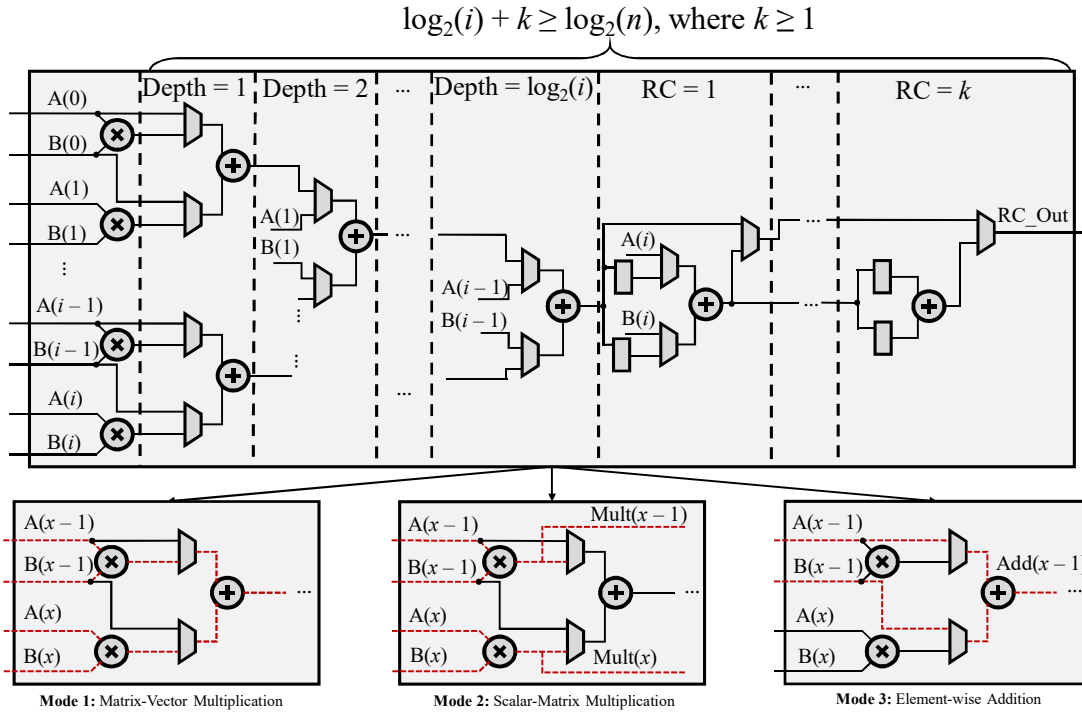 log₂(i) + k ≥ log₂(n), where k ≥ 1
Depth = 1
Depth = 2
...
Depth = log₂(i)
RC = 1
...
RC = k
A(0)
B(0)
A(1)
B(1)
...
A(i−1)
B(i−1)
A(i)
B(i)
A(1)
B(1)
...
...
...
...
A(i−1)
B(i−1)
A(i)
B(i)
...
...
RC_Out
A(x − 1)
B(x − 1)
A(x)
B(x)
...
Mode 1: Matrix-Vector Multiplication
A(x − 1)
B(x − 1)
A(x)
B(x)
Mult(x − 1)
Mult(x)
...
Mode 2: Scalar-Matrix Multiplication
A(x − 1)
B(x − 1)
A(x)
B(x)
Add(x − 1)
...
Mode 3: Element-wise Addition